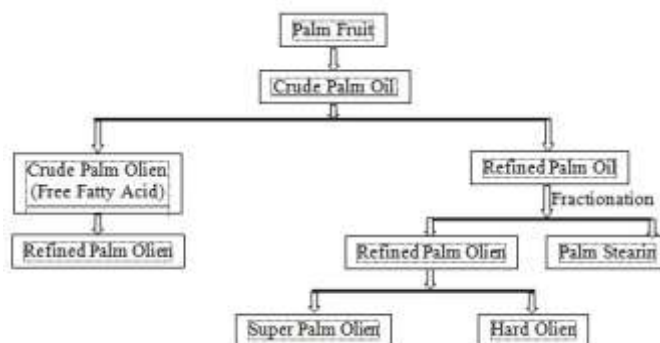 Palm Fruit
Crude Palm Oil
Crude Palm Olien
(Free Fatty Acid)
Refined Palm Oil
Fractionation
Refined Palm Olien
Refined Palm Olien
Palm Stearin
Super Palm Olien
Hard Olien